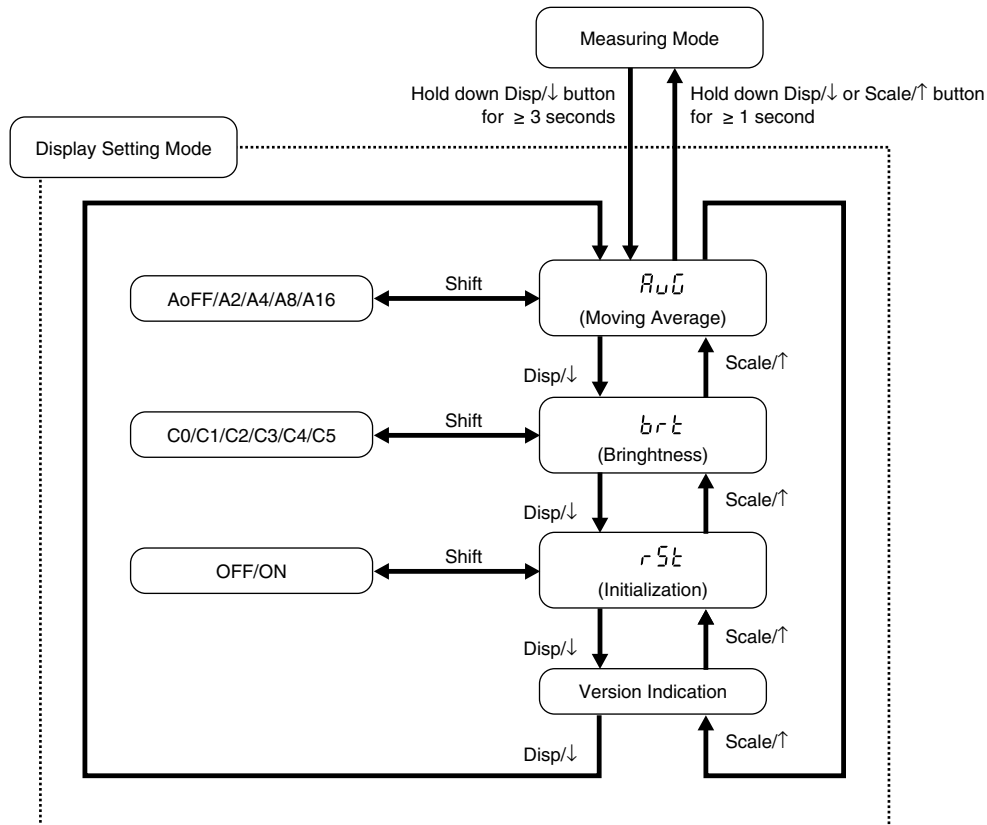 Measuring Mode
Hold down Disp/↓ button
for ≥ 3 seconds
Hold down Disp/↓ or Scale/↑ button
for ≥ 1 second
Display Setting Mode
AoFF/A2/A4/A8/A16
Shift
AuG
(Moving Average)
Disp/↓
Scale/↑
C0/C1/C2/C3/C4/C5
Shift
brt
(Bringhtness)
Disp/↓
Scale/↑
OFF/ON
Shift
rSt
(Initialization)
Disp/↓
Scale/↑
Version Indication
Disp/↓
Scale/↑